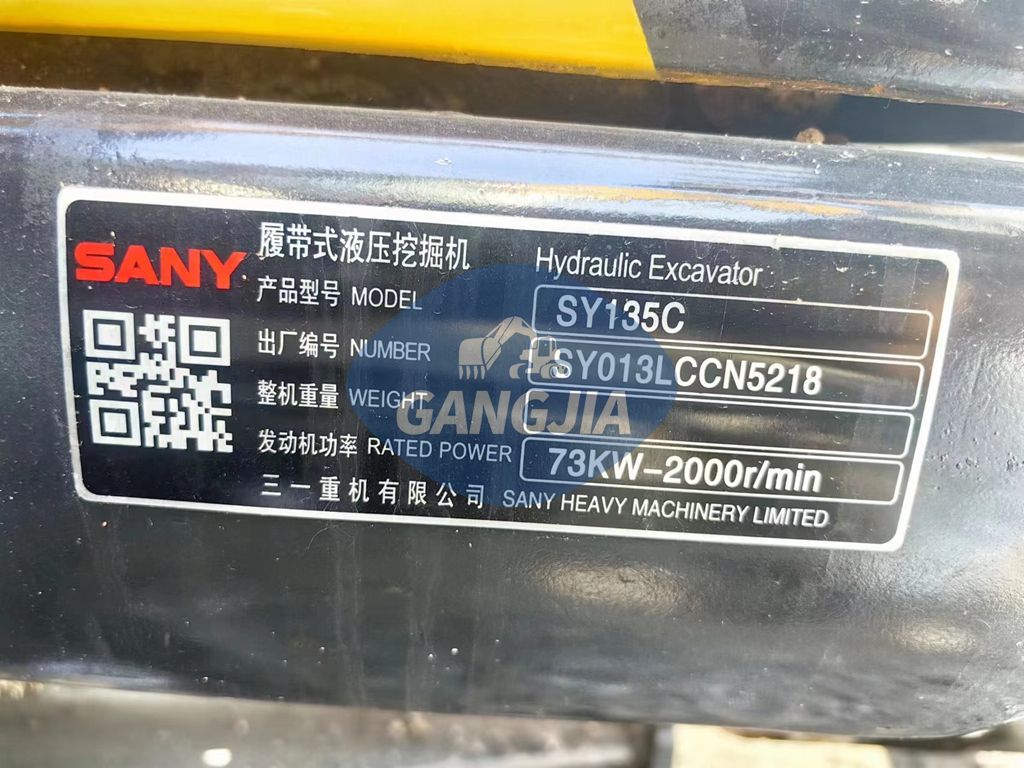 SANY
履带式液压挖掘机 Hydraulic Excavator
产品型号 MODEL SY135C
出厂编号 NUMBER SY013LCCN5218
整机重量 WEIGHT
发动机功率 RATED POWER 73KW-2000r/min
三一重机有限公司 SANY HEAVY MACHINERY LIMITED
GANGJIA